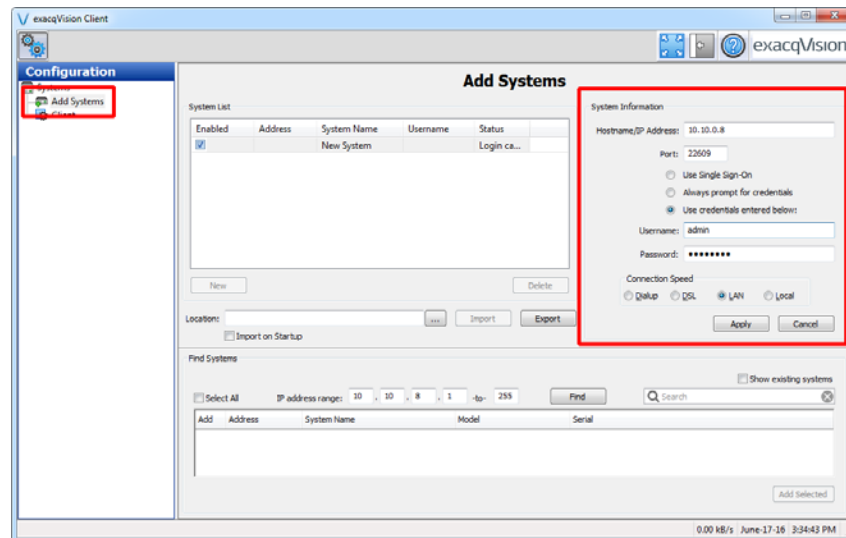 exacqVision Client
exacqVision
Configuration
Systems
Add Systems
Client
Add Systems
System List
Enabled Address System Name Username Status
New System Login ca...
New Delete
Location: ... Import Export
Import on Startup
System Information
Hostname/IP Address: 10.10.0.8
Port: 22609
Use Single Sign-On
Always prompt for credentials
Use credentials entered below:
Username: admin
Password: ••••••••
Connection Speed
Dialup DSL LAN Local
Apply Cancel
Find Systems
Show existing systems
Select All IP address range: 10 . 10 . 8 . 1 -to- 255 Find Search
Add Address System Name Model Serial
Add Selected
0.00 kB/s June-17-16 3:34:43 PM